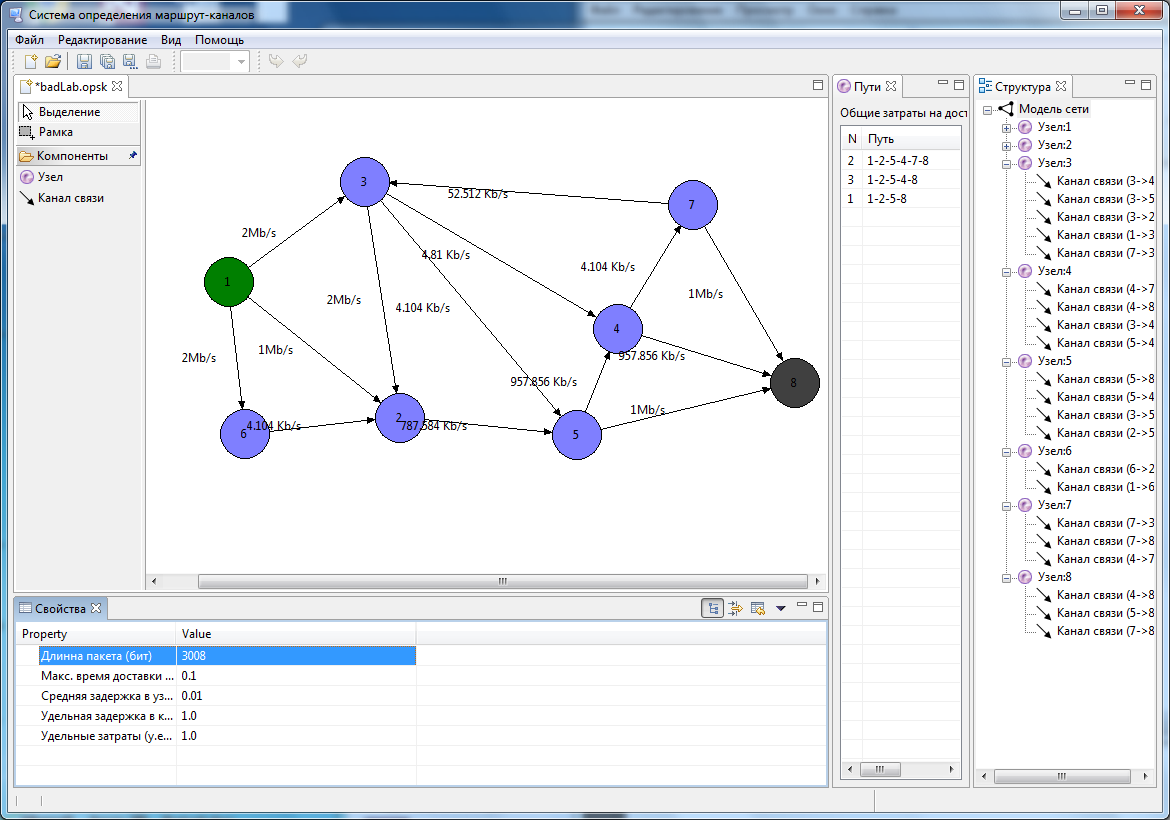 Система определения маршрут-каналов
Файл Редактирование Вид Помощь
*badLab.opsk
Выделение
Рамка
Компоненты
Узел
Канал связи
3
7
1
4
8
2
6
5
52.512 Kb/s
2Mb/s
4.81 Kb/s
4.104 Kb/s
1Mb/s
2Mb/s
4.104 Kb/s
1Mb/s
2Mb/s
957.856 Kb/s
957.856 Kb/s
1Mb/s
4.104 Kb/s
787.584 Kb/s
Пути
Общие затраты на дост
N Путь
2 1-2-5-4-7-8
3 1-2-5-4-8
1 1-2-5-8
Структура
Модель сети
Узел:1
Узел:2
Узел:3
Канал связи (3->4
Канал связи (3->5
Канал связи (3->2
Канал связи (1->3
Канал связи (7->3
Узел:4
Канал связи (4->7
Канал связи (4->8
Канал связи (3->4
Канал связи (5->4
Узел:5
Канал связи (5->8
Канал связи (5->4
Канал связи (3->5
Канал связи (2->5
Узел:6
Канал связи (6->2
Канал связи (1->6
Узел:7
Канал связи (7->3
Канал связи (7->8
Канал связи (4->7
Узел:8
Канал связи (4->8
Канал связи (5->8
Канал связи (7->8
Свойства
Property Value
Длинна пакета (бит) 3008
Макс. время доставки ... 0.1
Средняя задержка в уз... 0.01
Удельная задержка в к... 1.0
Удельные затраты (у.е... 1.0